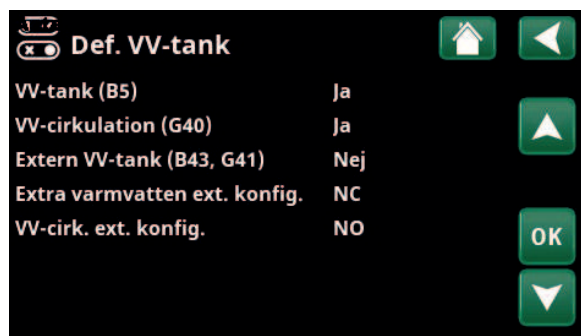 Def. VV-tank
VV-tank (B5) Ja
VV-cirkulation (G40) Ja
Extern VV-tank (B43, G41) Nej
Extra varmvatten ext. konfig. NC
VV-cirk. ext. konfig. NO
OK